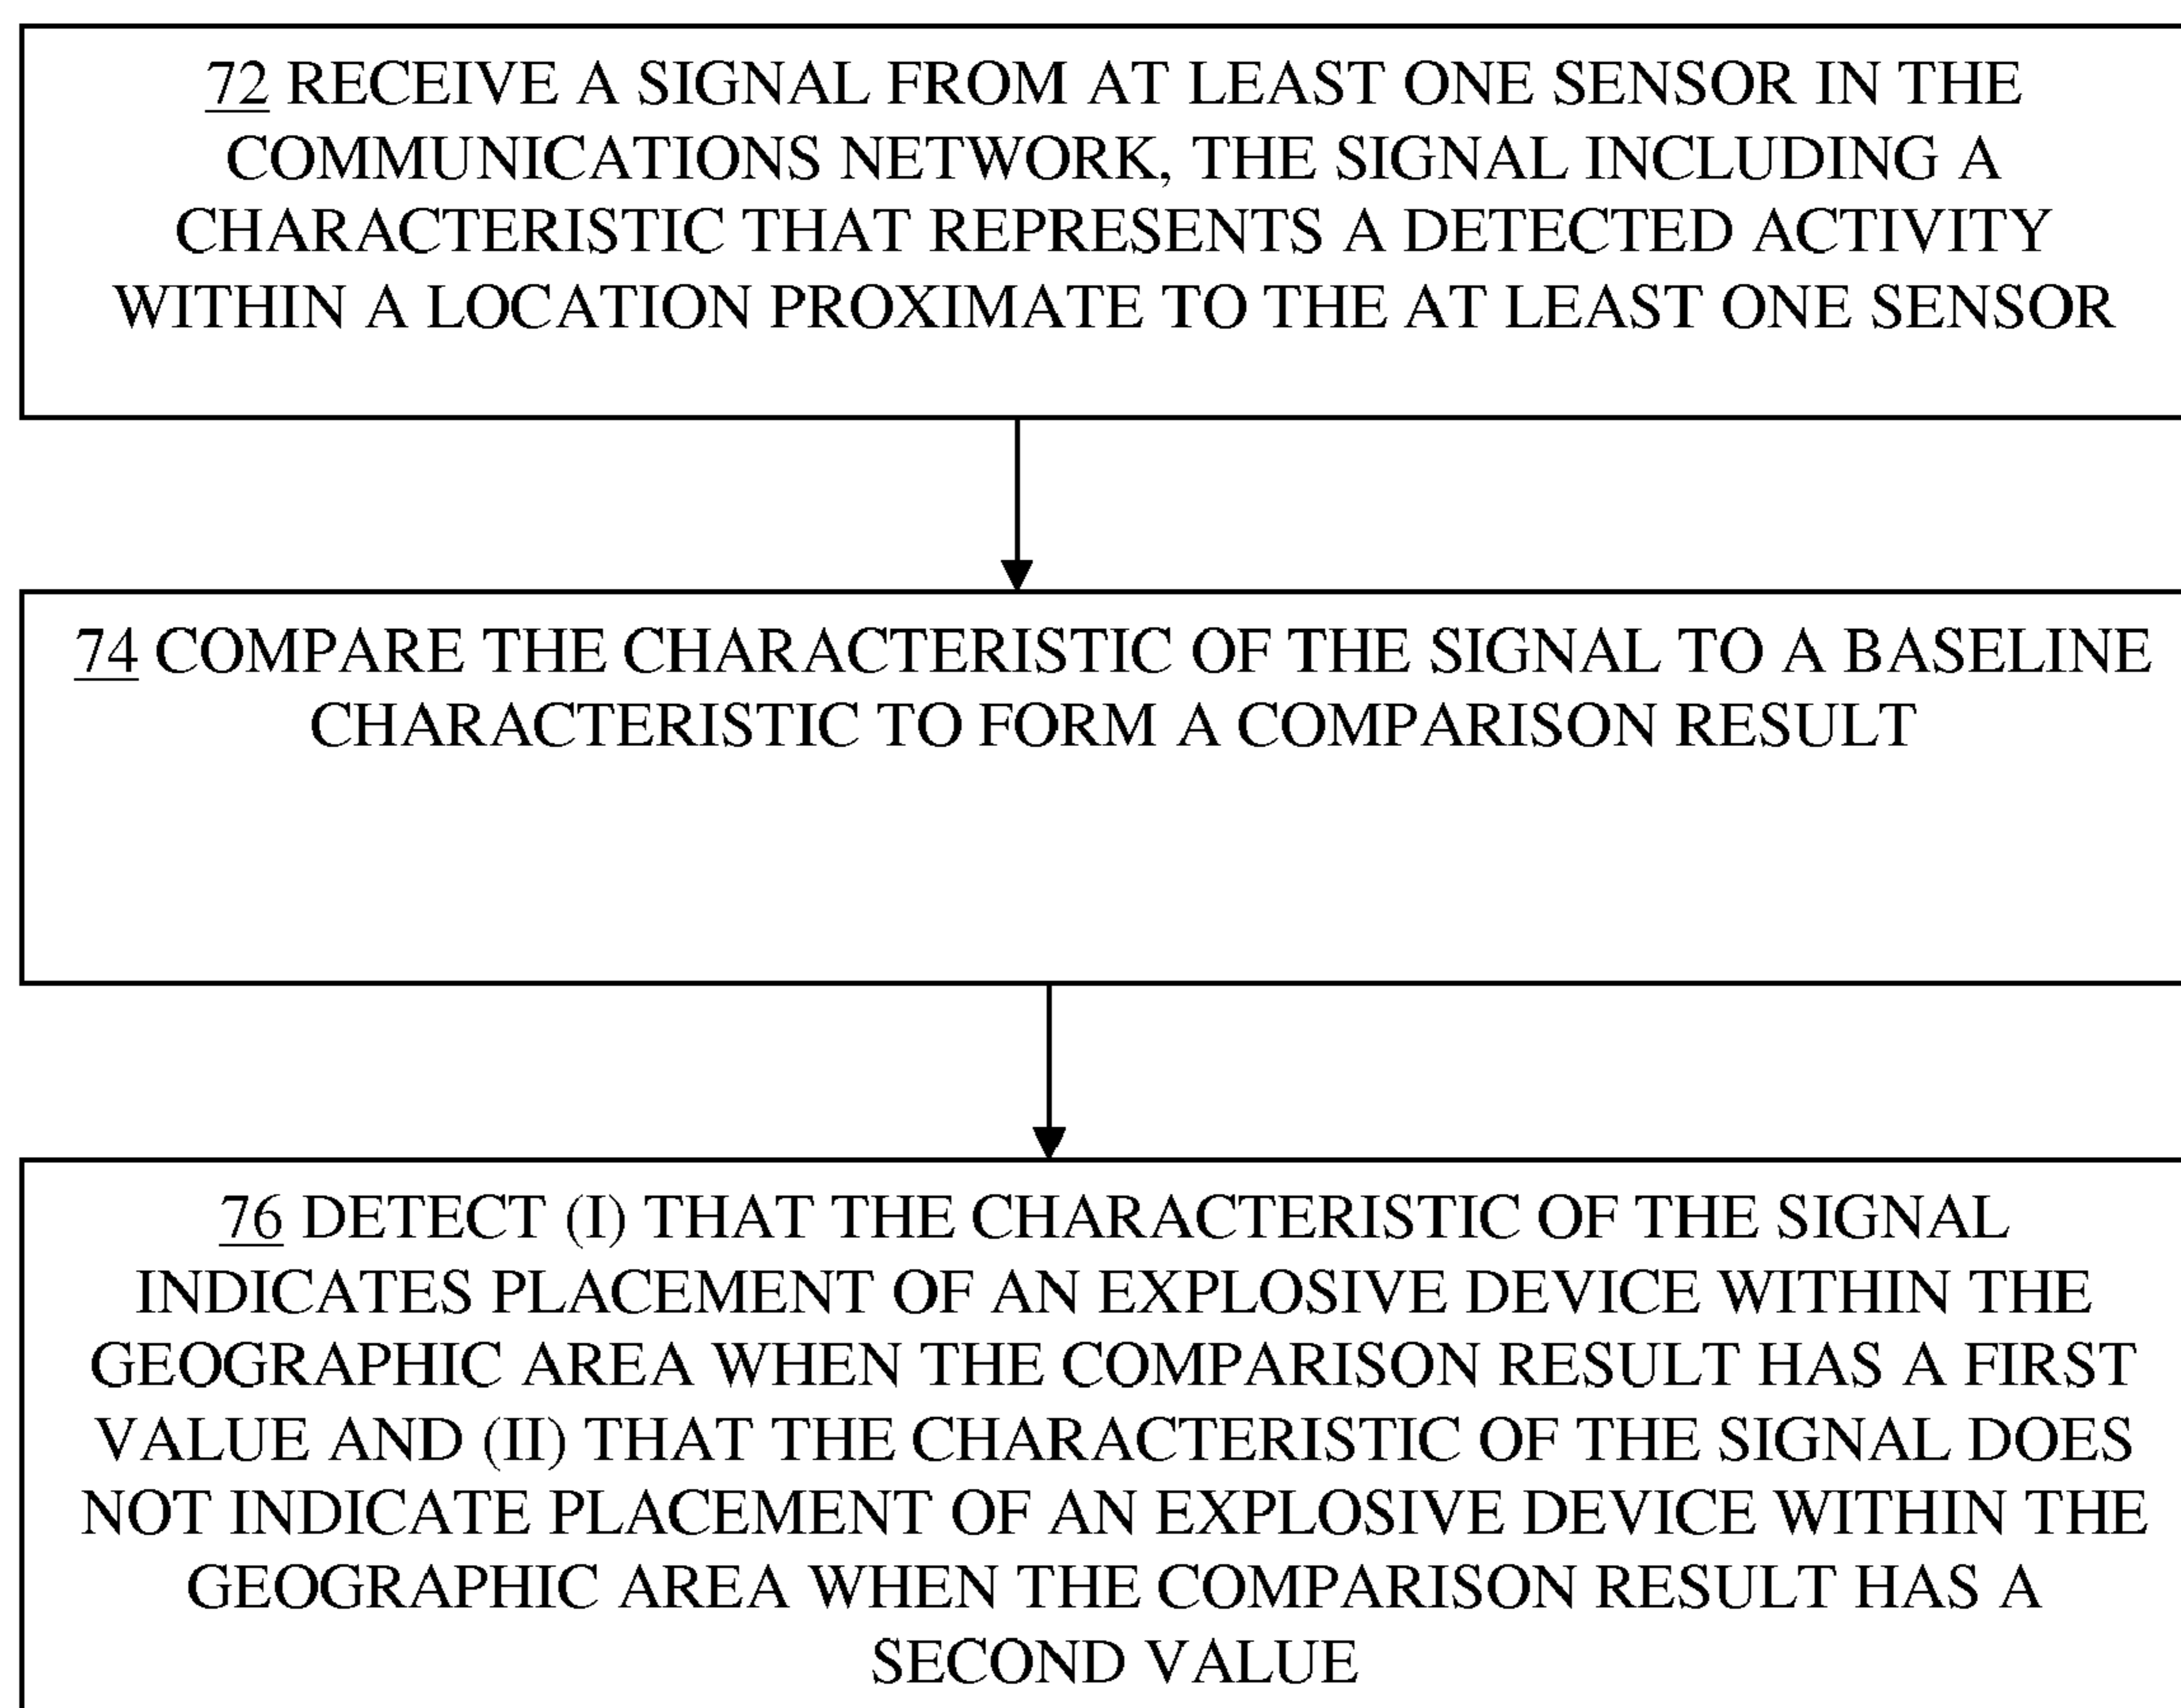 72 RECEIVE A SIGNAL FROM AT LEAST ONE SENSOR IN THE
COMMUNICATIONS NETWORK, THE SIGNAL INCLUDING A
CHARACTERISTIC THAT REPRESENTS A DETECTED ACTIVITY
WITHIN A LOCATION PROXIMATE TO THE AT LEAST ONE SENSOR
74 COMPARE THE CHARACTERISTIC OF THE SIGNAL TO A BASELINE
CHARACTERISTIC TO FORM A COMPARISON RESULT
76 DETECT (I) THAT THE CHARACTERISTIC OF THE SIGNAL
INDICATES PLACEMENT OF AN EXPLOSIVE DEVICE WITHIN THE
GEOGRAPHIC AREA WHEN THE COMPARISON RESULT HAS A FIRST
VALUE AND (II) THAT THE CHARACTERISTIC OF THE SIGNAL DOES
NOT INDICATE PLACEMENT OF AN EXPLOSIVE DEVICE WITHIN THE
GEOGRAPHIC AREA WHEN THE COMPARISON RESULT HAS A
SECOND VALUE